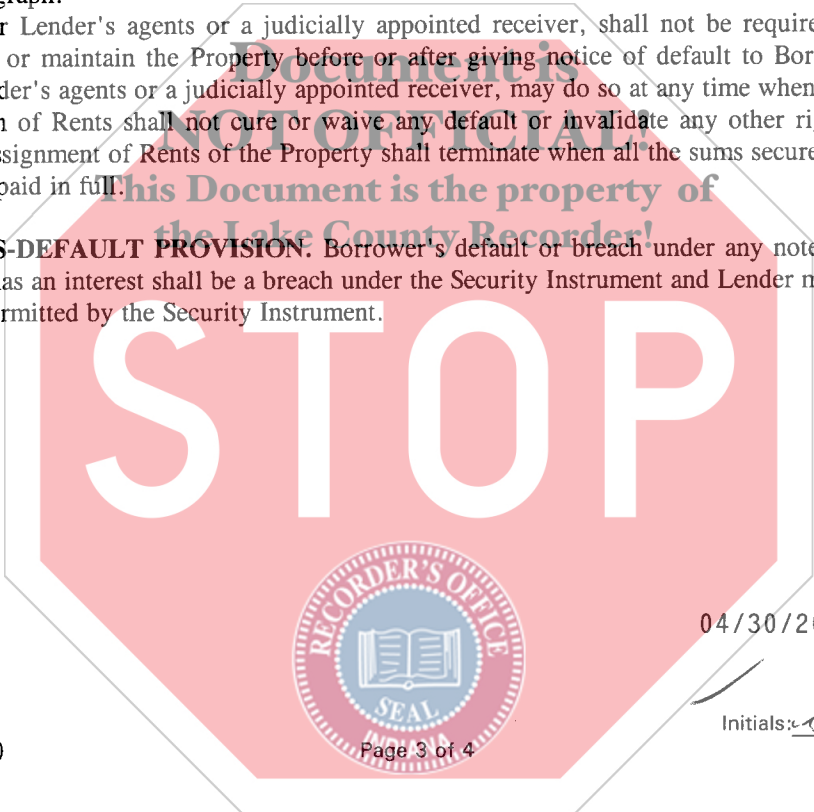 graph.
r Lender's agents or a judicially appointed receiver, shall not be require
or maintain the Property before or after giving notice of default to Bor
der's agents or a judicially appointed receiver, may do so at any time when
n of Rents shall not cure or waive any default or invalidate any other ri
ssignment of Rents of the Property shall terminate when all the sums secure
paid in full.
S-DEFAULT PROVISION. Borrower's default or breach under any note
as an interest shall be a breach under the Security Instrument and Lender m
rmitted by the Security Instrument.
Document is
NOT OFFICIAL!
This Document is the property of
the Lake County Recorder!
STOP
RECORDER'S OFFICE
SEAL
INDIANA
04/30/20
Initials:
)
Page 3 of 4